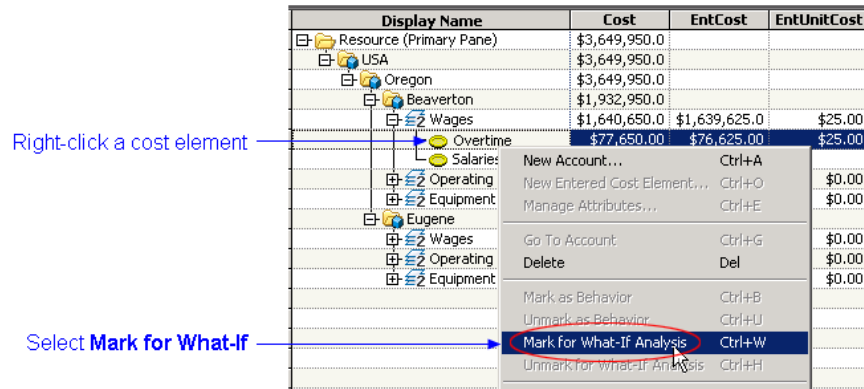 Display Name Cost EntCost EntUnitCost
Resource (Primary Pane) $3,649,950.0
USA $3,649,950.0
Oregon $3,649,950.0
Beaverton $1,932,950.0
Wages $1,640,650.0 $1,639,625.0 $25.00
Right-click a cost element Overtime $77,650.00 $76,625.00 $25.00
Salaries
New Account... Ctrl+A
Operating $0.00
New Entered Cost Element... Ctrl+O
Equipment $0.00
Manage Attributes... Ctrl+E
Eugene
Wages $0.00
Go To Account Ctrl+G
Operating $0.00
Delete Del
Equipment $0.00
Mark as Behavior Ctrl+B
Unmark as Behavior Ctrl+U
Select Mark for What-If Mark for What-If Analysis Ctrl+W
Unmark for What-If Analysis Ctrl+H